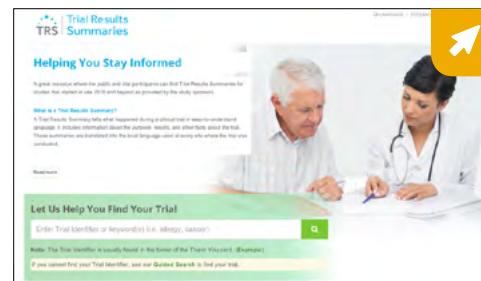 TRS Trial Results
Summaries
Helping You Stay Informed
A great resource where the public and trial participants can find Trial Results Summaries for
studies that started in late 2015 and beyond as provided by the study sponsors.
What is a Trial Results Summary?
A Trial Results Summary tells what happened during a clinical trial in easy-to-understand
language. It includes information about the purpose, results, and other facts about the trial.
These summaries are translated into the local language used at every site where the trial was
conducted.
Read more
Let Us Help You Find Your Trial
Enter Trial Identifier or keyword(s) (i.e. allergy, cancer)
Note: The Trial Identifier is usually found in the footer of the Thank You card. (Example)
If you cannot find your Trial Identifier, use our Guided Search to find your trial.